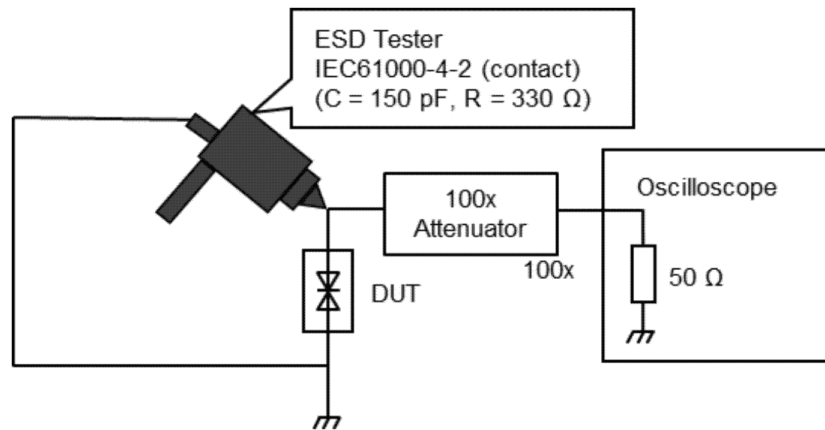 ESD Tester
IEC61000-4-2 (contact)
(C = 150 pF, R = 330 Ω)
100x
Attenuator
100x
Oscilloscope
50 Ω
DUT